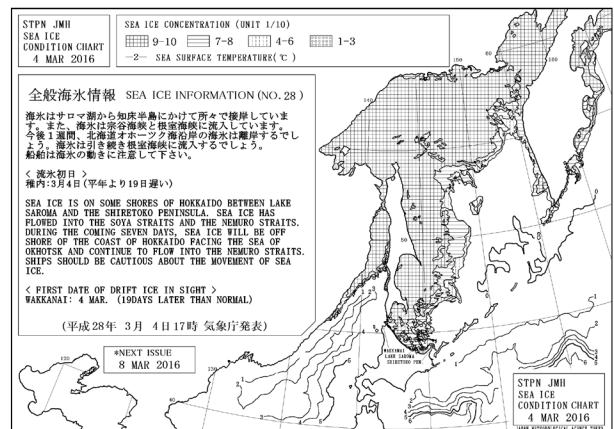 STPN JMH
SEA ICE
CONDITION CHART
4 MAR 2016
SEA ICE CONCENTRATION (UNIT 1/10)
9-10 7-8 4-6 1-3
—2— SEA SURFACE TEMPERATURE(℃)
全般海氷情報 SEA ICE INFORMATION (NO. 28)
海氷はサロマ湖から知床半島にかけて所々で接岸していま
す。また、海氷は宗谷海峡と根室海峡に流入しています。
今後1週間、北海道オホーツク海沿岸の海氷は離岸するでし
ょう。海氷は引き続き根室海峡に流入するでしょう。
船舶は海氷の動きに注意して下さい。
< 流氷初日 >
稚内:3月4日(平年より19日遅い)
SEA ICE IS ON SOME SHORES OF HOKKAIDO BETWEEN LAKE
SAROMA AND THE SHIRETOKO PENINSULA. SEA ICE HAS
FLOWED INTO THE SOYA STRAITS AND THE NEMURO STRAITS.
DURING THE COMING SEVEN DAYS, SEA ICE WILL BE OFF
SHORE OF THE COAST OF HOKKAIDO FACING THE SEA OF
OKHOTSK AND CONTINUE TO FLOW INTO THE NEMURO STRAITS.
SHIPS SHOULD BE CAUTIOUS ABOUT THE MOVEMENT OF SEA
ICE.
< FIRST DATE OF DRIFT ICE IN SIGHT >
WAKKANAI: 4 MAR. (19DAYS LATER THAN NORMAL)
(平成28年 3月 4日17時 気象庁発表)
*NEXT ISSUE
8 MAR 2016
WAKKANAI
LAKE SAROMA
SHIRETOKO PEN.
STPN JMH
SEA ICE
CONDITION CHART
4 MAR 2016